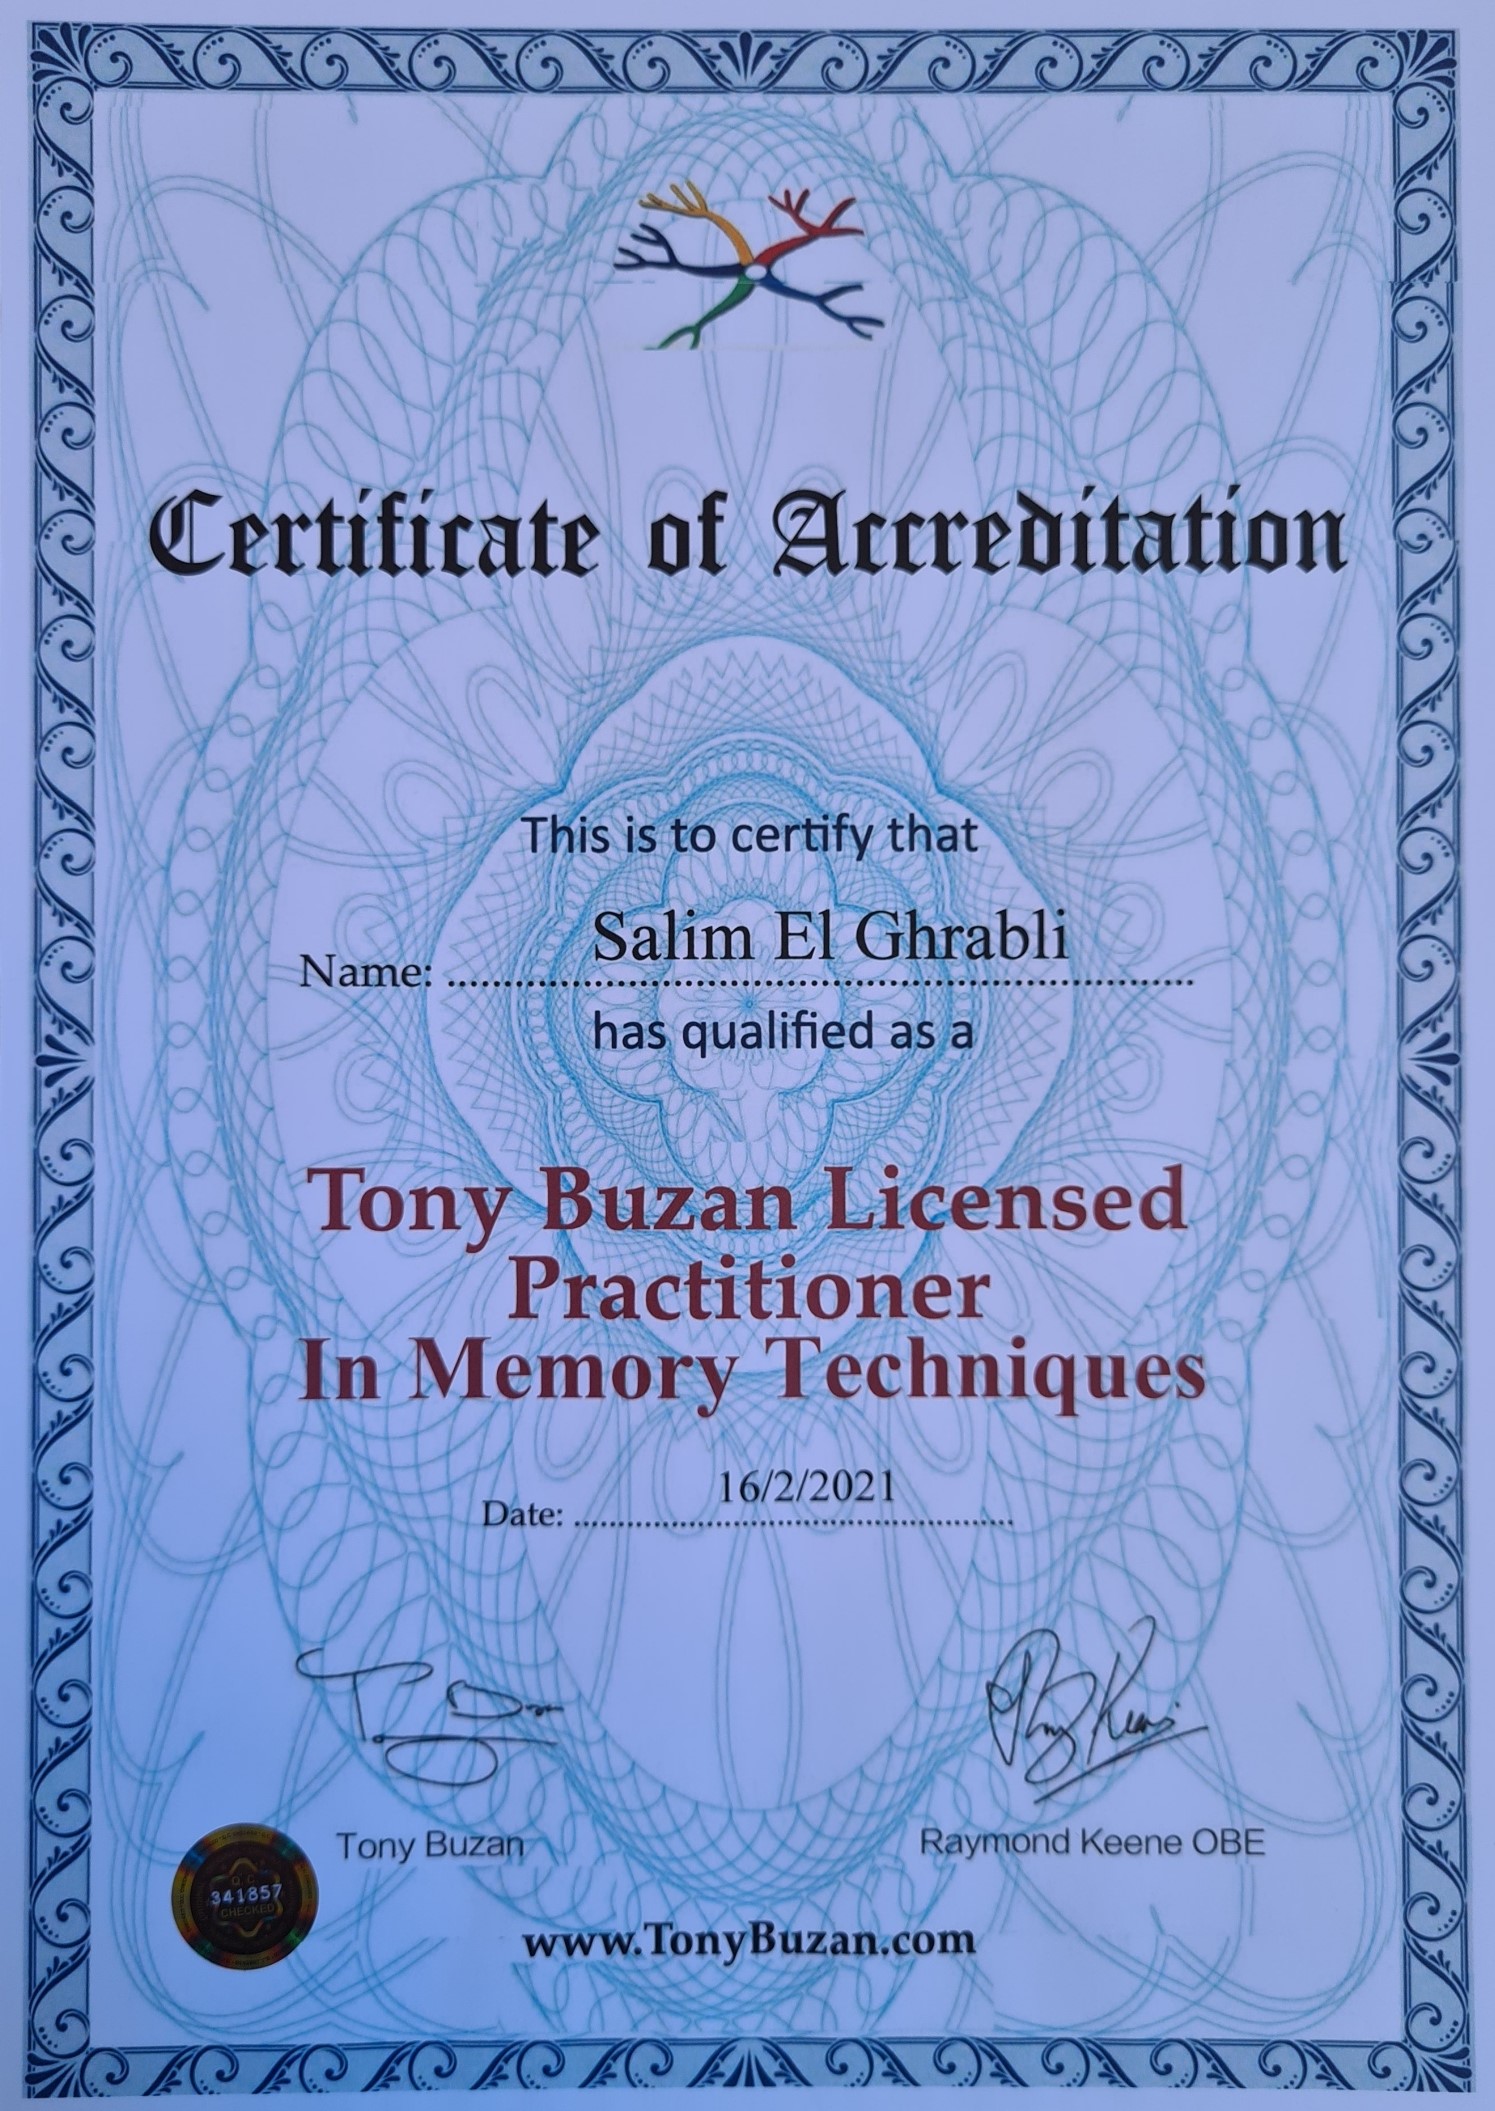 Certificate of Accreditation
This is to certify that
Salim El Ghrabli
Name: ................................................................
has qualified as a
Tony Buzan Licensed
Practitioner
In Memory Techniques
16/2/2021
Date: ..................................................
Tony Buzan
Raymond Keene OBE
Q.C
341857
CHECKED
www.TonyBuzan.com